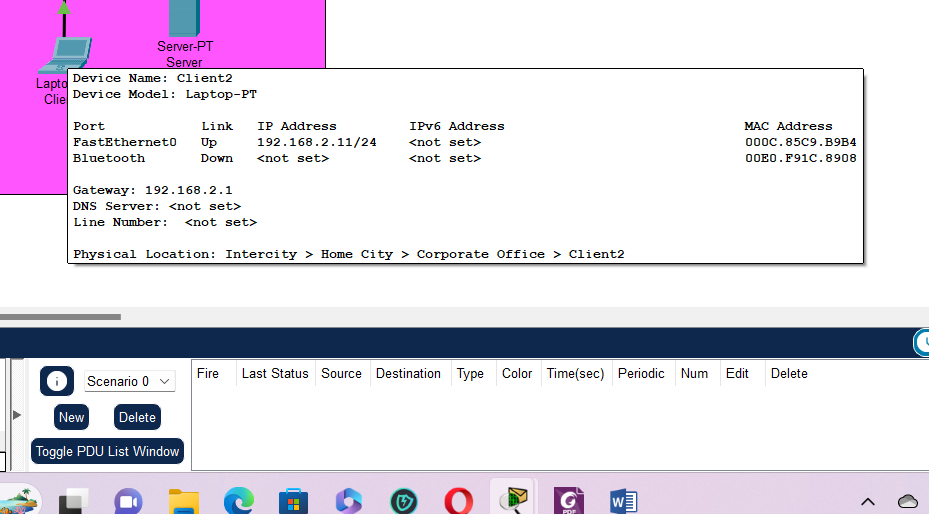 Server-PT
Server
Lapto
Clie
Device Name: Client2
Device Model: Laptop-PT
Port Link IP Address IPv6 Address MAC Address
FastEthernet0 Up 192.168.2.11/24 <not set> 000C.85C9.B9B4
Bluetooth Down <not set> <not set> 00E0.F91C.8908
Gateway: 192.168.2.1
DNS Server: <not set>
Line Number: <not set>
Physical Location: Intercity > Home City > Corporate Office > Client2
Scenario 0
New Delete
Toggle PDU List Window
Fire Last Status Source Destination Type Color Time(sec) Periodic Num Edit Delete
PDF